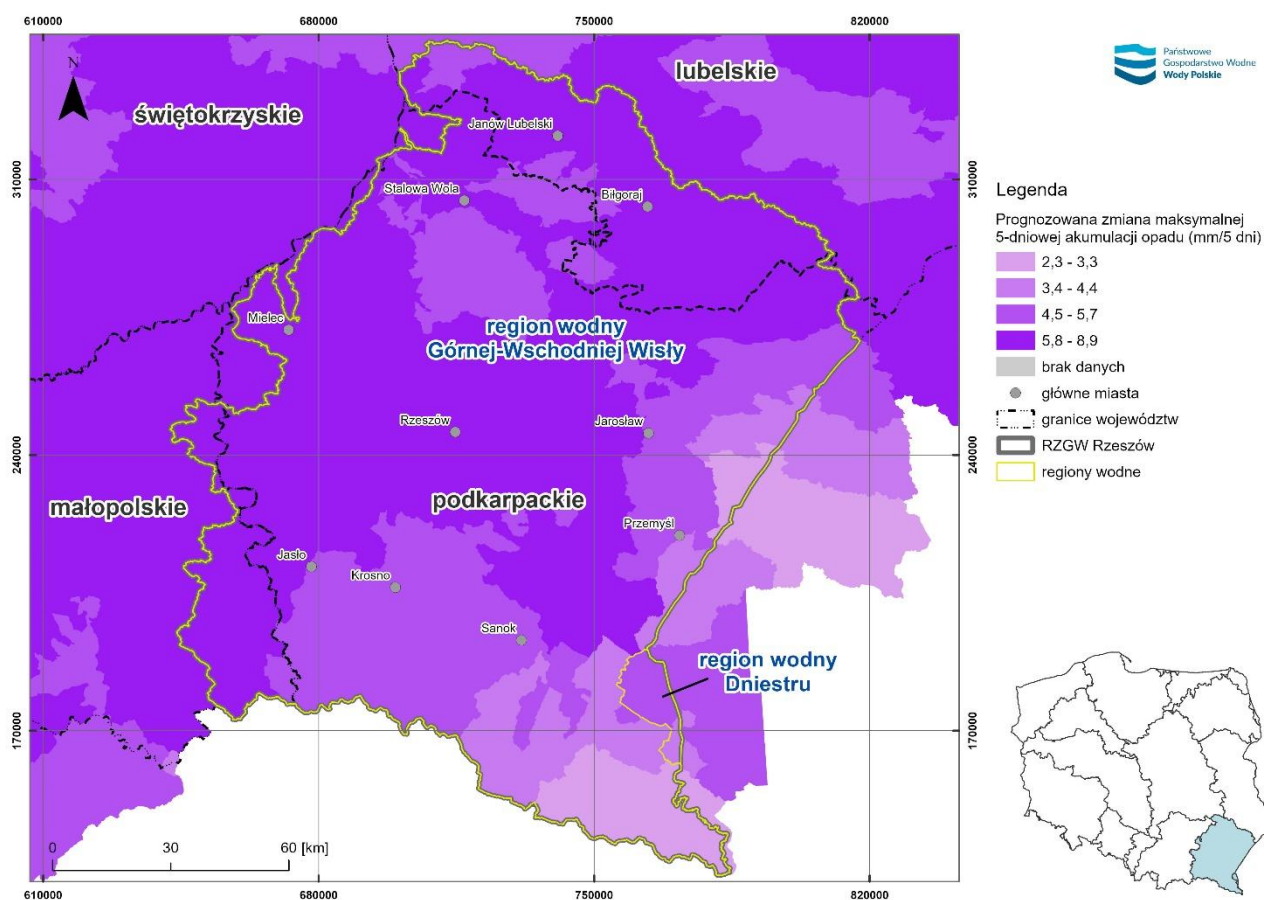 610000
680000
750000
820000
Państwowe
Gospodarstwo Wodne
Wody Polskie
N
lubelskie
świętokrzyskie
Janów Lubelski
310000
310000
Stalowa Wola
Biłgoraj
Legenda
Prognozowana zmiana maksymalnej
5-dniowej akumulacji opadu (mm/5 dni)
2,3 - 3,3
3,4 - 4,4
4,5 - 5,7
5,8 - 8,9
brak danych
główne miasta
granice województw
RZGW Rzeszów
regiony wodne
Mielec
region wodny
Górnej-Wschodniej Wisły
Rzeszów
Jarosław
240000
240000
małopolskie
podkarpackie
Przemyśl
Jasło
Krosno
Sanok
region wodny
Dniestru
170000
170000
0 30 60 [km]
610000
680000
750000
820000